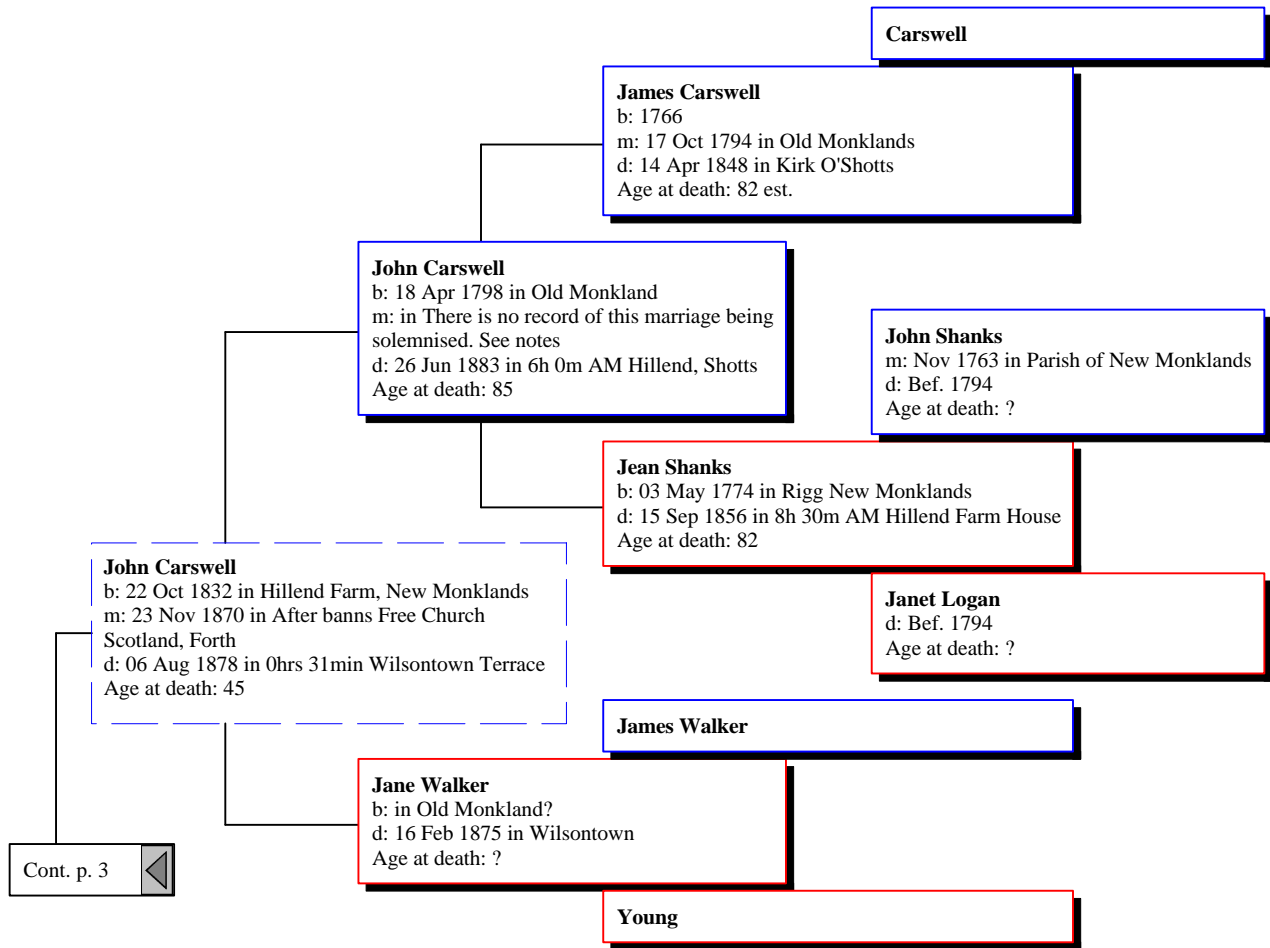 Carswell
James Carswell
b: 1766
m: 17 Oct 1794 in Old Monklands
d: 14 Apr 1848 in Kirk O'Shotts
Age at death: 82 est.
John Carswell
b: 18 Apr 1798 in Old Monkland
m: in There is no record of this marriage being
solemnised. See notes
d: 26 Jun 1883 in 6h 0m AM Hillend, Shotts
Age at death: 85
John Shanks
m: Nov 1763 in Parish of New Monklands
d: Bef. 1794
Age at death: ?
Jean Shanks
b: 03 May 1774 in Rigg New Monklands
d: 15 Sep 1856 in 8h 30m AM Hillend Farm House
Age at death: 82
John Carswell
b: 22 Oct 1832 in Hillend Farm, New Monklands
m: 23 Nov 1870 in After banns Free Church
Scotland, Forth
d: 06 Aug 1878 in 0hrs 31min Wilsontown Terrace
Age at death: 45
Janet Logan
d: Bef. 1794
Age at death: ?
James Walker
Jane Walker
b: in Old Monkland?
d: 16 Feb 1875 in Wilsontown
Age at death: ?
Cont. p. 3
Young